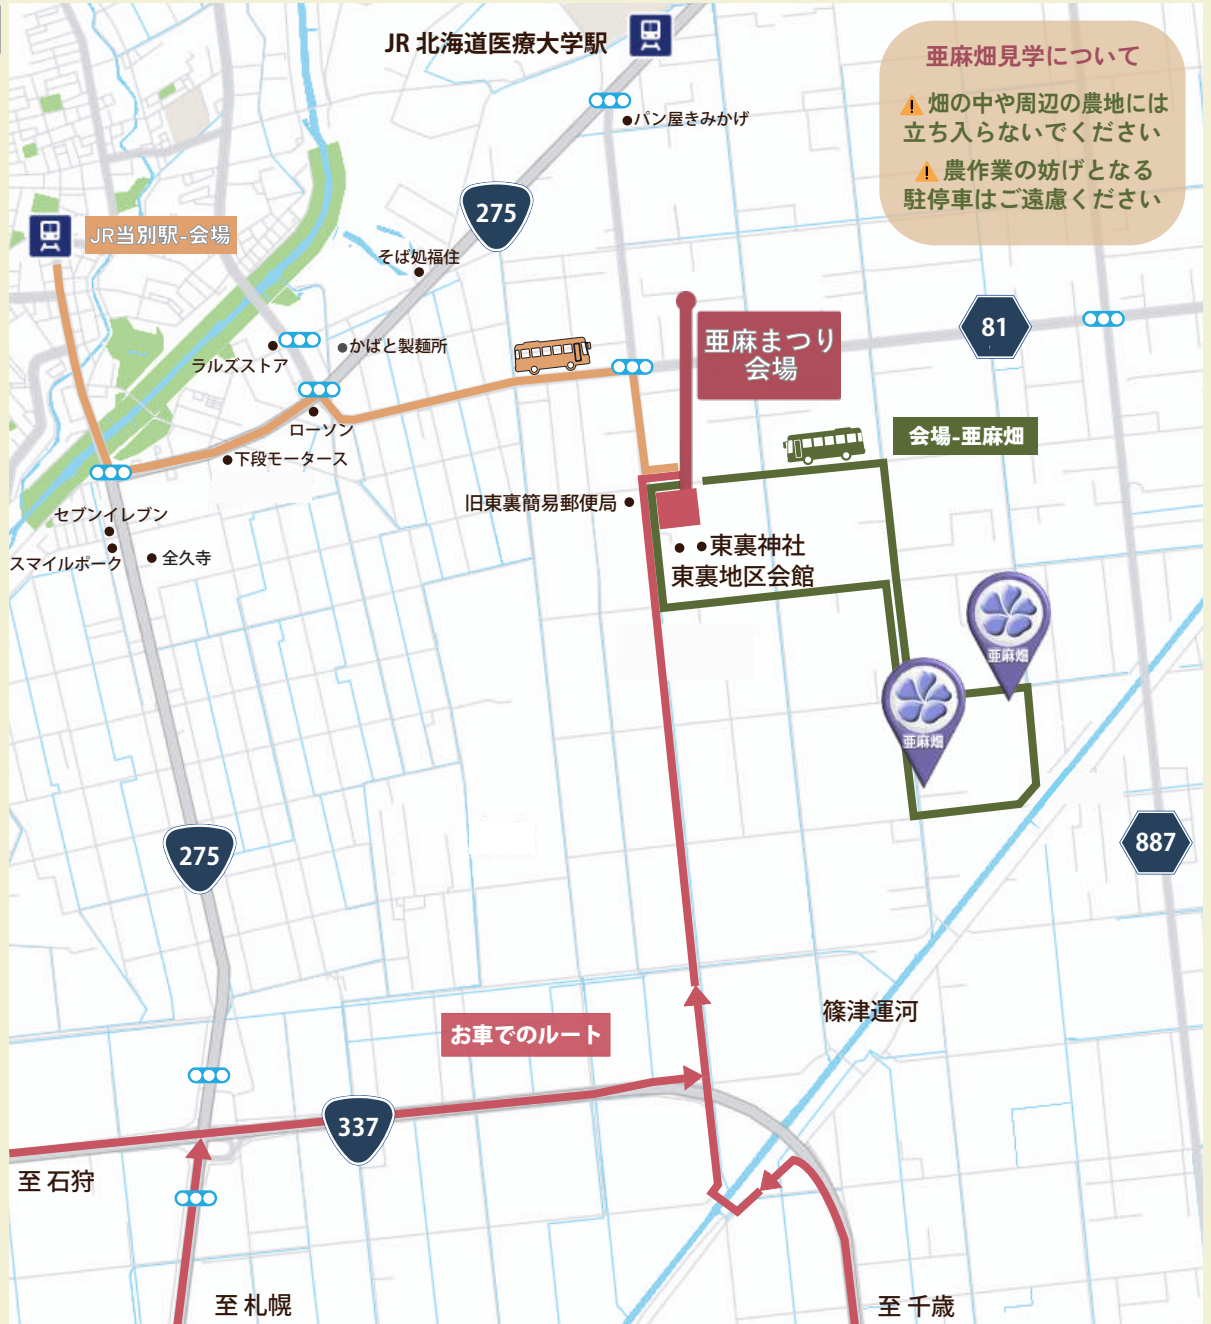 JR 北海道医療大学駅
亜麻畑見学について
畑の中や周辺の農地には
立ち入らないでください
農作業の妨げとなる
駐停車はご遠慮ください
パン屋きみかげ
275
JR当別駅-会場
そば処福住
81
亜麻まつり
会場
かばと製麺所
ラルズストア
ローソン
会場-亜麻畑
下段モータース
旧東裏簡易郵便局
セブンイレブン
スマイルポーク
全久寺
東裏神社
東裏地区会館
亜麻畑
亜麻畑
275
887
篠津運河
お車でのルート
337
至 石狩
至 札幌
至 千歳